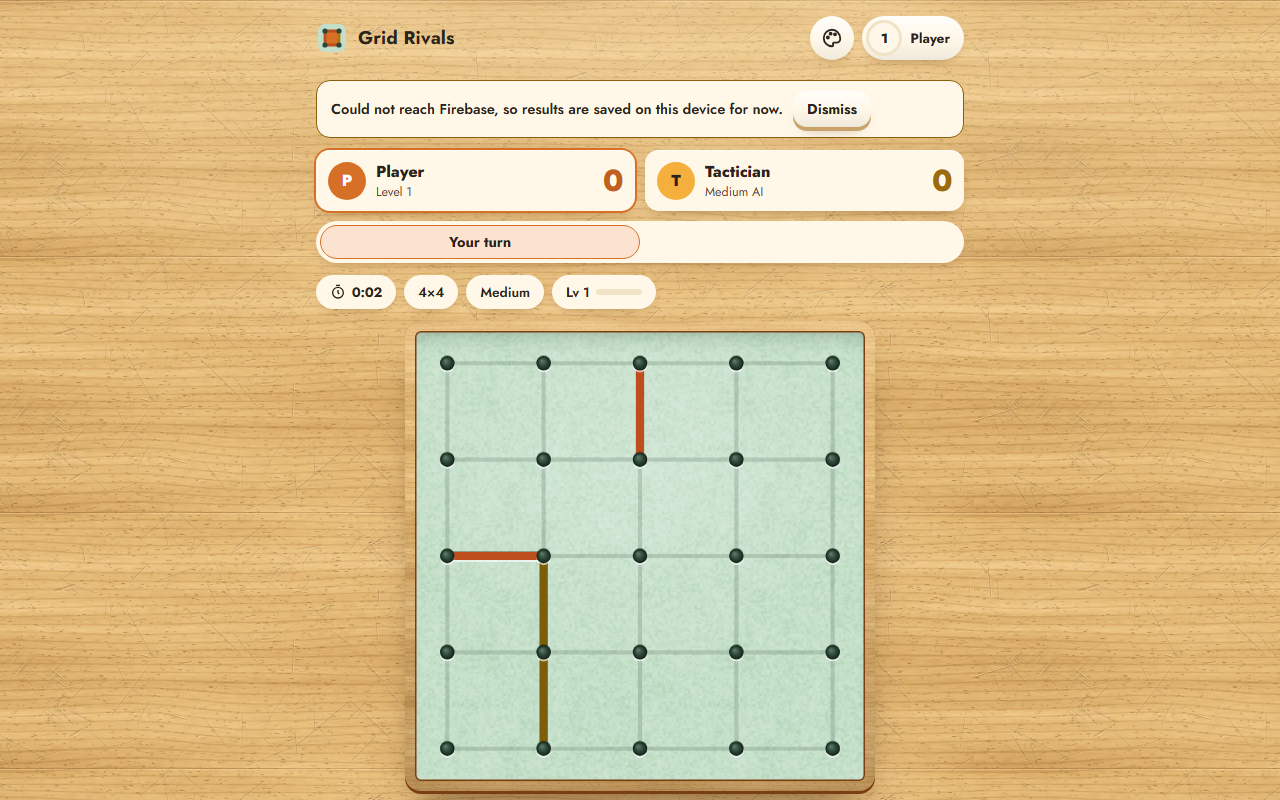 Grid Rivals
1 Player
Could not reach Firebase, so results are saved on this device for now. Dismiss
P Player 0
Level 1
T Tactician 0
Medium AI
Your turn
0:02 4×4 Medium Lv 1